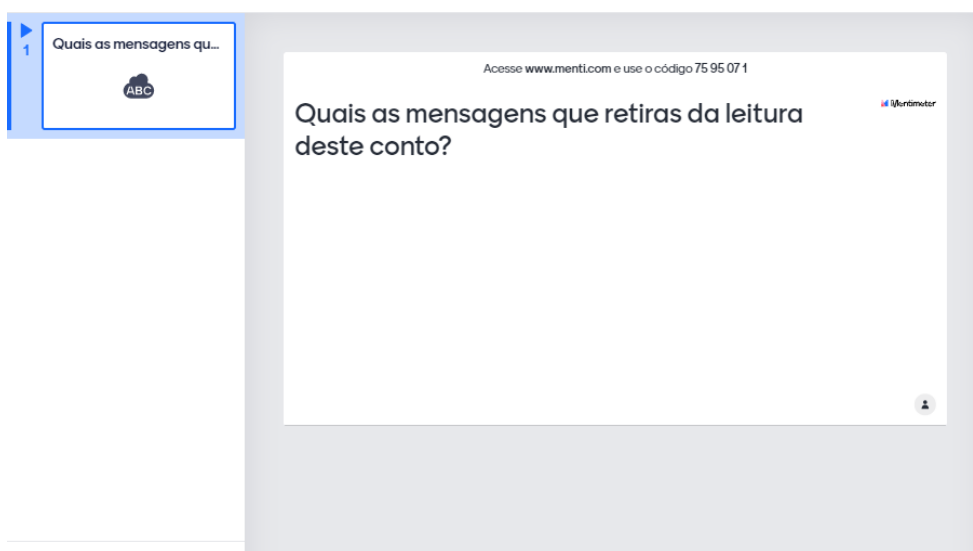 1
Quais as mensagens qu...
ABC
Acesse www.menti.com e use o código 75 95 07 1
Mentimeter
Quais as mensagens que retiras da leitura
deste conto?